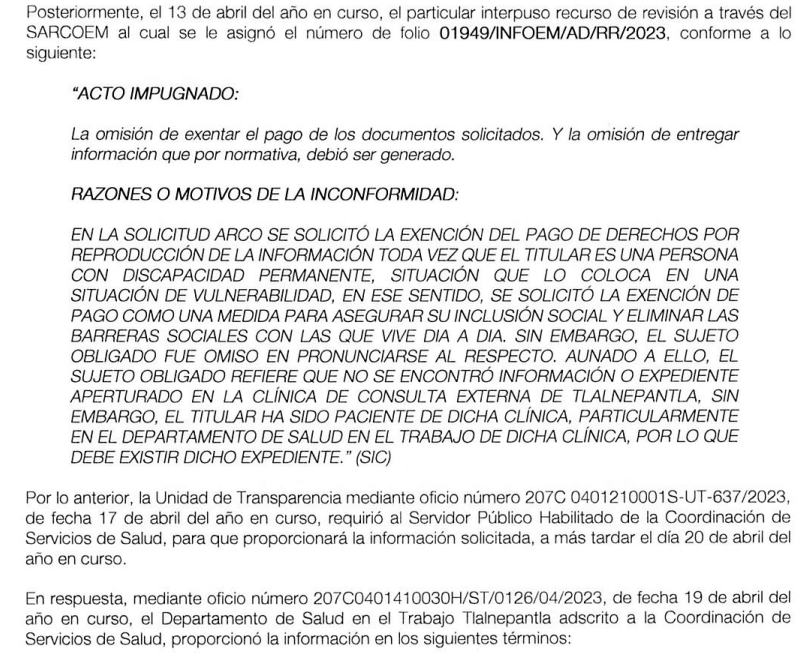 Posteriormente, el 13 de abril del año en curso, el particular interpuso recurso de revisión a través del
SARCOEM al cual se le asignó el número de folio 01949/INFOEM/AD/RR/2023, conforme a lo
siguiente:
“ACTO IMPUGNADO:
La omisión de exentar el pago de los documentos solicitados. Y la omisión de entregar
información que por normativa, debió ser generado.
RAZONES O MOTIVOS DE LA INCONFORMIDAD:
EN LA SOLICITUD ARCO SE SOLICITÓ LA EXENCIÓN DEL PAGO DE DERECHOS POR
REPRODUCCIÓN DE LA INFORMACIÓN TODA VEZ QUE EL TITULAR ES UNA PERSONA
CON DISCAPACIDAD PERMANENTE, SITUACIÓN QUE LO COLOCA EN UNA
SITUACIÓN DE VULNERABILIDAD, EN ESE SENTIDO, SE SOLICITÓ LA EXENCIÓN DE
PAGO COMO UNA MEDIDA PARA ASEGURAR SU INCLUSIÓN SOCIAL Y ELIMINAR LAS
BARRERAS SOCIALES CON LAS QUE VIVE DIA A DIA. SIN EMBARGO, EL SUJETO
OBLIGADO FUE OMISO EN PRONUNCIARSE AL RESPECTO. AUNADO A ELLO, EL
SUJETO OBLIGADO REFIERE QUE NO SE ENCONTRÓ INFORMACIÓN O EXPEDIENTE
APERTURADO EN LA CLÍNICA DE CONSULTA EXTERNA DE TLALNEPANTLA, SIN
EMBARGO, EL TITULAR HA SIDO PACIENTE DE DICHA CLÍNICA, PARTICULARMENTE
EN EL DEPARTAMENTO DE SALUD EN EL TRABAJO DE DICHA CLÍNICA, POR LO QUE
DEBE EXISTIR DICHO EXPEDIENTE.” (SIC)
Por lo anterior, la Unidad de Transparencia mediante oficio número 207C 0401210001S-UT-637/2023,
de fecha 17 de abril del año en curso, requirió al Servidor Público Habilitado de la Coordinación de
Servicios de Salud, para que proporcionará la información solicitada, a más tardar el día 20 de abril del
año en curso.
En respuesta, mediante oficio número 207C0401410030H/ST/0126/04/2023, de fecha 19 de abril del
año en curso, el Departamento de Salud en el Trabajo Tlalnepantla adscrito a la Coordinación de
Servicios de Salud, proporcionó la información en los siguientes términos: